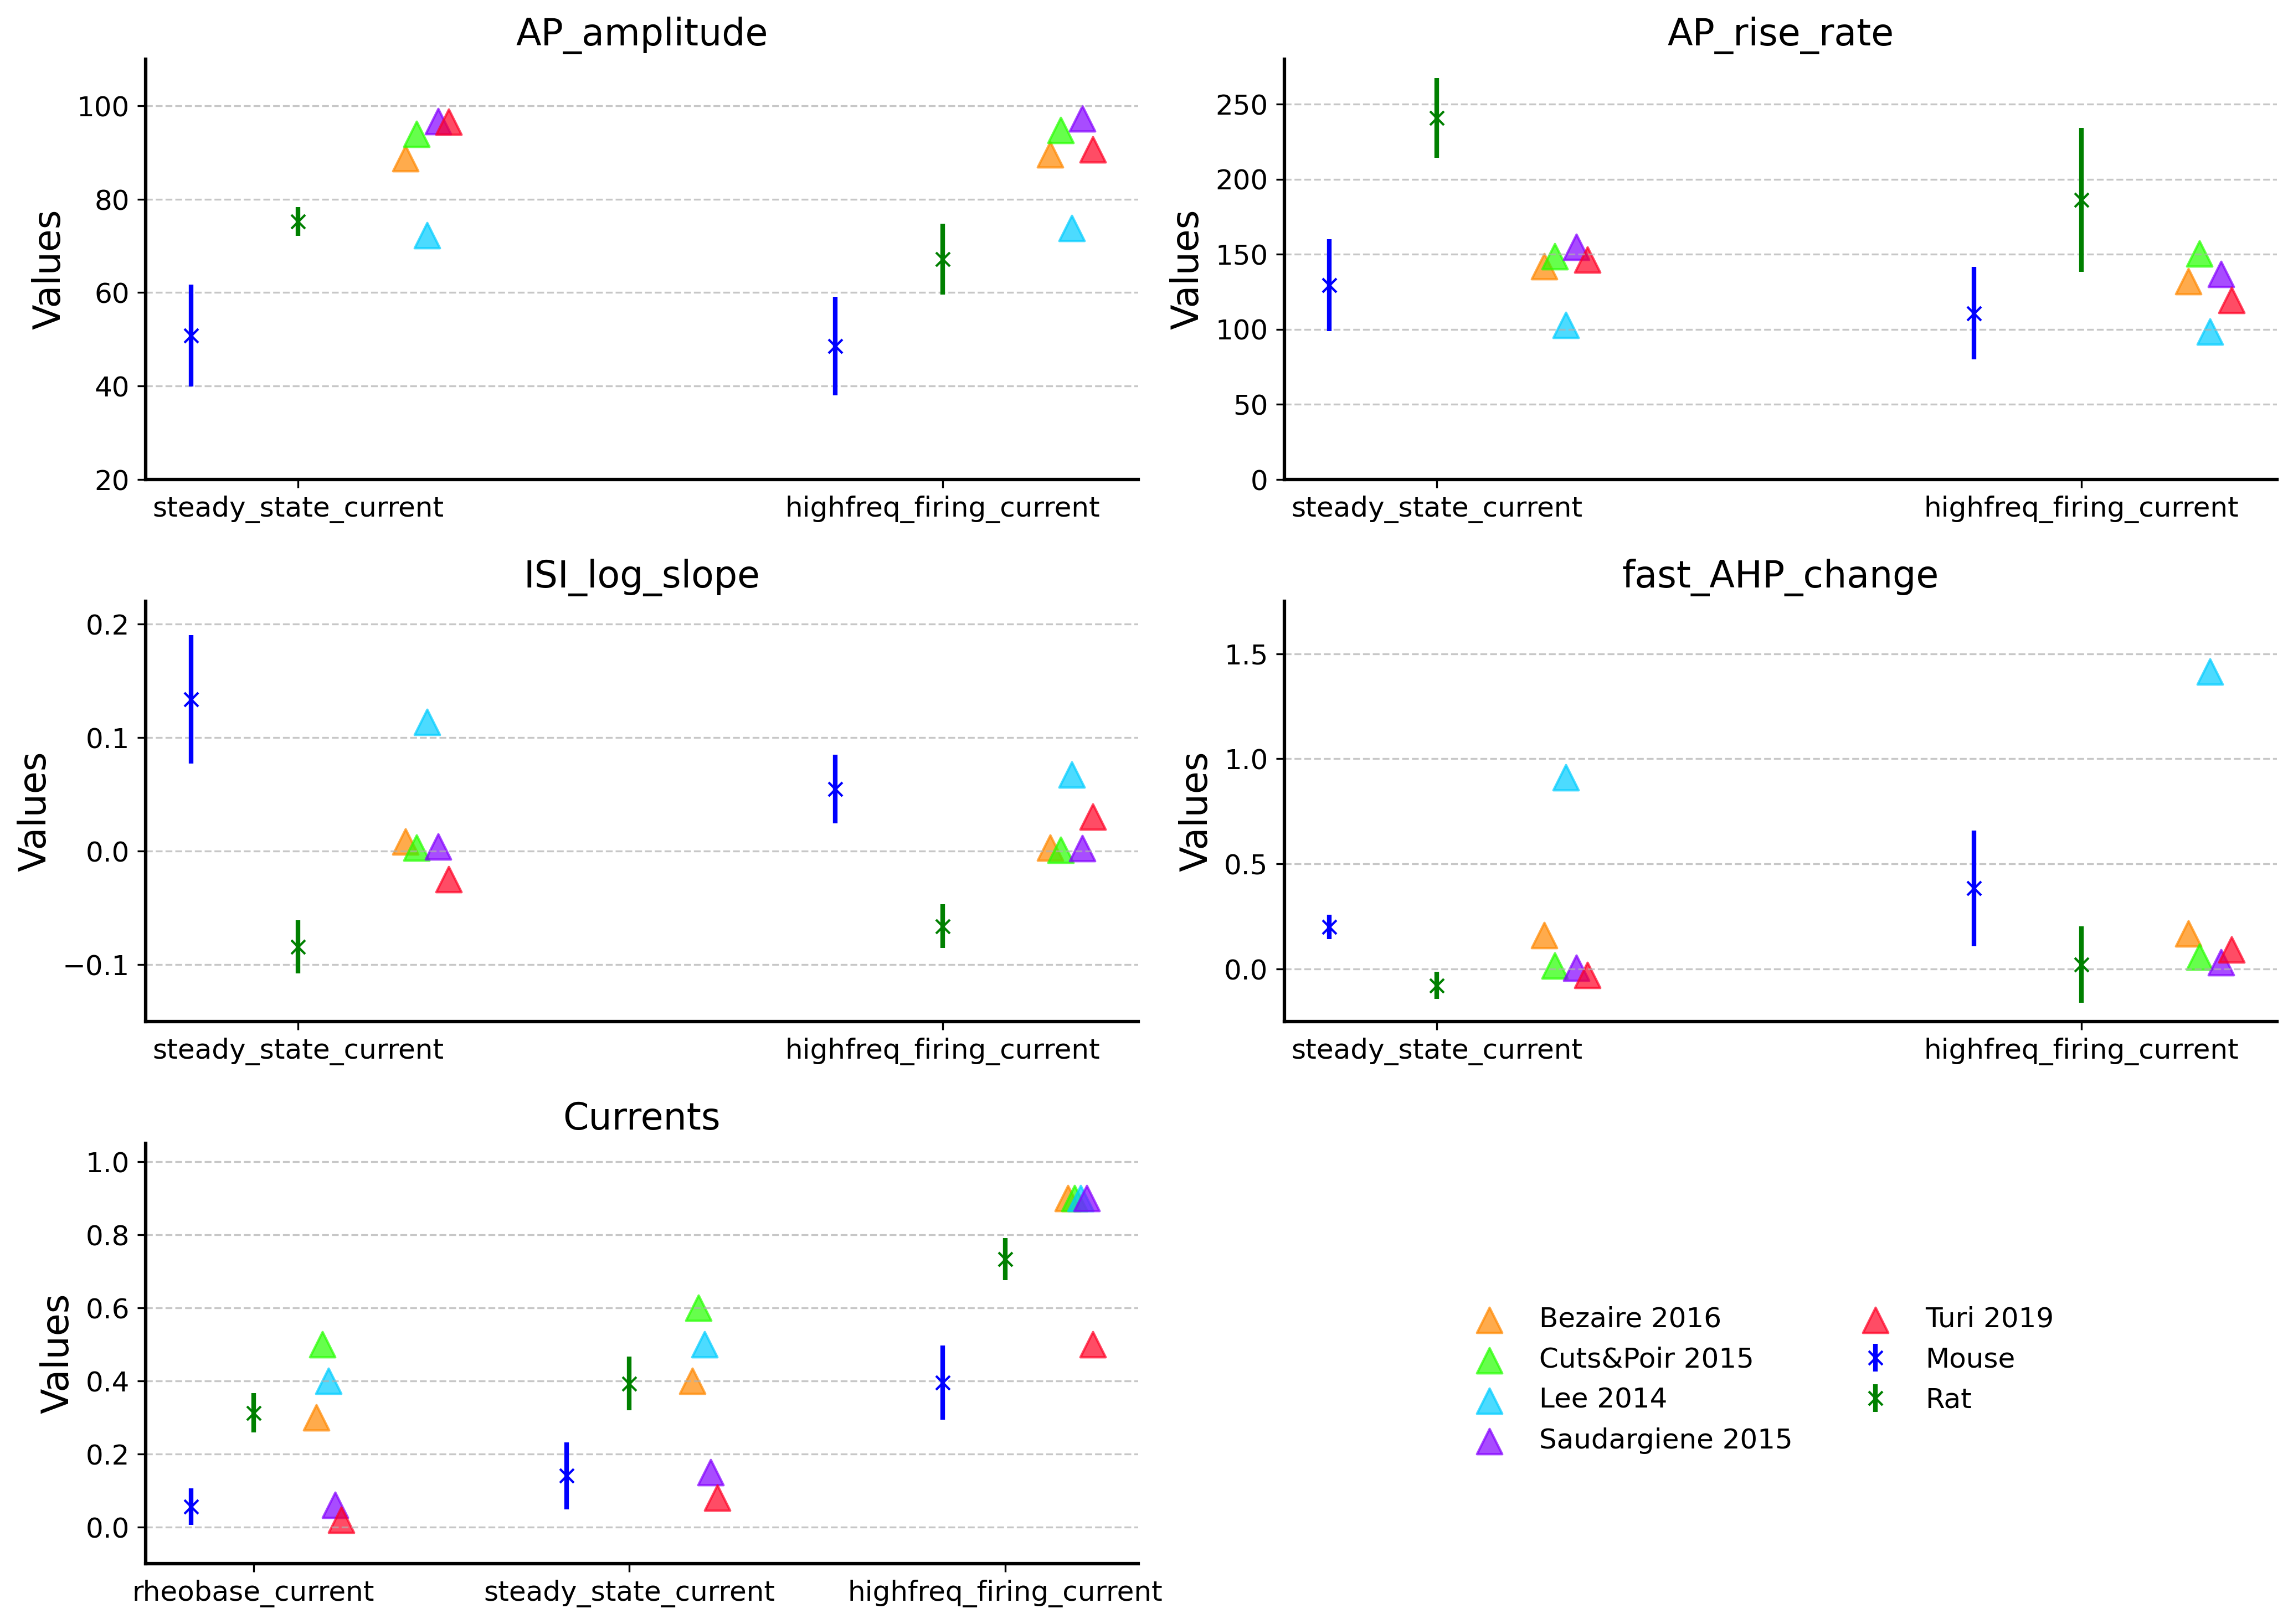 AP_amplitude
Values
100
80
60
40
20
steady_state_current highfreq_firing_current
AP_rise_rate
Values
250
200
150
100
50
0
steady_state_current highfreq_firing_current
ISI_log_slope
Values
0.2
0.1
0.0
−0.1
steady_state_current highfreq_firing_current
fast_AHP_change
Values
1.5
1.0
0.5
0.0
steady_state_current highfreq_firing_current
Currents
Values
1.0
0.8
0.6
0.4
0.2
0.0
rheobase_current steady_state_current highfreq_firing_current
Bezaire 2016
Cuts&Poir 2015
Lee 2014
Saudargiene 2015
Turi 2019
Mouse
Rat